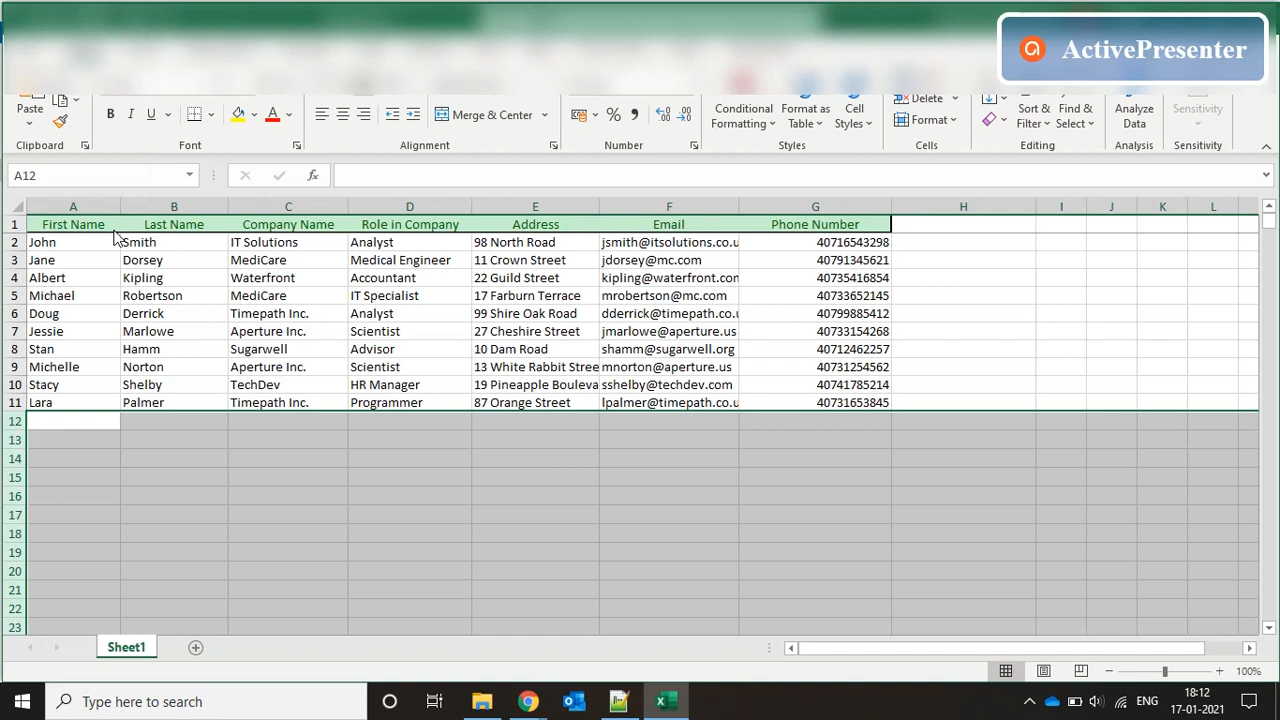 ActivePresenter
Paste
B I U
Merge & Center
%
Conditional Formatting
Format as Table
Cell Styles
Delete
Format
Sort & Filter
Find & Select
Analyze Data
Sensitivity
Clipboard Font Alignment Number Styles Cells Editing Analysis Sensitivity
A12
fx
A B C D E F G H I J K L
1 First Name Last Name Company Name Role in Company Address Email Phone Number
2 John Smith IT Solutions Analyst 98 North Road jsmith@itsolutions.co.u 40716543298
3 Jane Dorsey MediCare Medical Engineer 11 Crown Street jdorsey@mc.com 40791345621
4 Albert Kipling Waterfront Accountant 22 Guild Street kipling@waterfront.com 40735416854
5 Michael Robertson MediCare IT Specialist 17 Farburn Terrace mrobertson@mc.com 40733652145
6 Doug Derrick Timepath Inc. Analyst 99 Shire Oak Road dderrick@timepath.co.u 40799885412
7 Jessie Marlowe Aperture Inc. Scientist 27 Cheshire Street jmarlowe@aperture.us 40733154268
8 Stan Hamm Sugarwell Advisor 10 Dam Road shamm@sugarwell.org 40712462257
9 Michelle Norton Aperture Inc. Scientist 13 White Rabbit Stree mnorton@aperture.us 40731254562
10 Stacy Shelby TechDev HR Manager 19 Pineapple Bouleva sshelby@techdev.com 40741785214
11 Lara Palmer Timepath Inc. Programmer 87 Orange Street lpalmer@timepath.co.u 40731653845
12
13
14
15
16
17
18
19
20
21
22
23
Sheet1
100%
Type here to search
ENG
18:12
17-01-2021